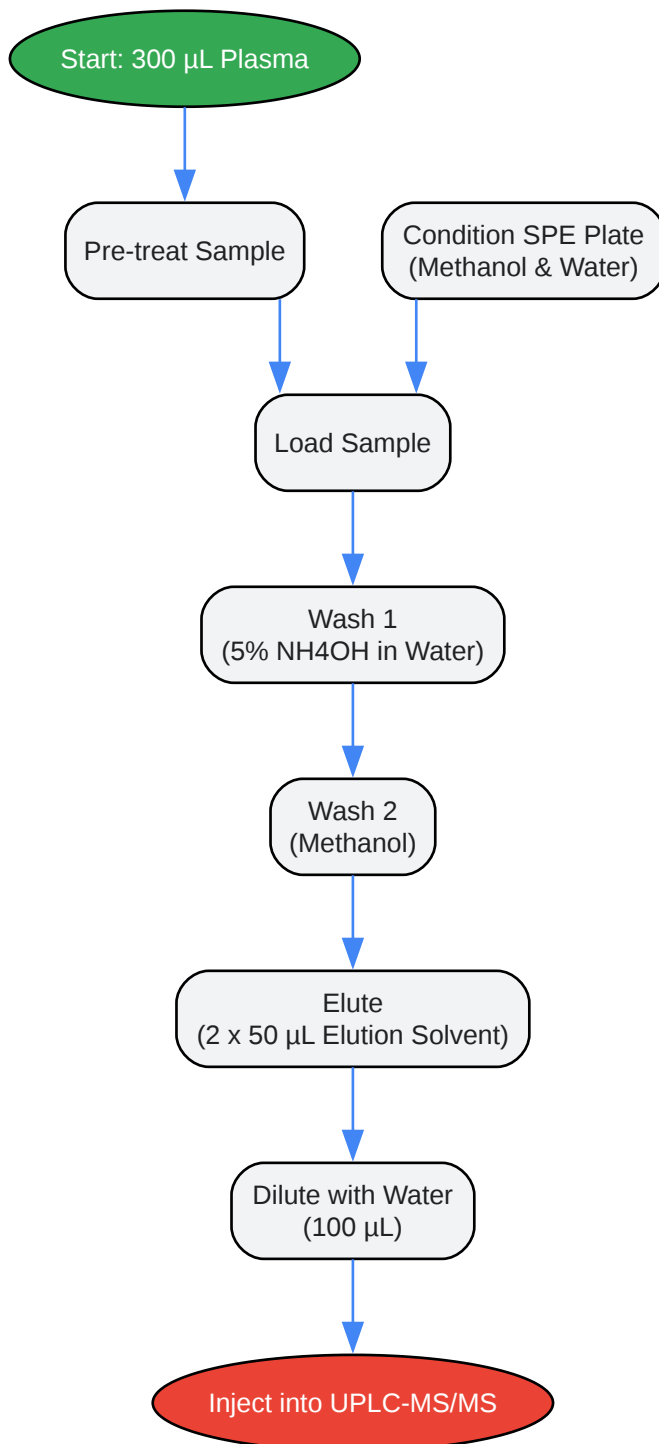 Start: 300 µL Plasma
Pre-treat Sample
Condition SPE Plate
(Methanol & Water)
Load Sample
Wash 1
(5% NH4OH in Water)
Wash 2
(Methanol)
Elute
(2 x 50 µL Elution Solvent)
Dilute with Water
(100 µL)
Inject into UPLC-MS/MS